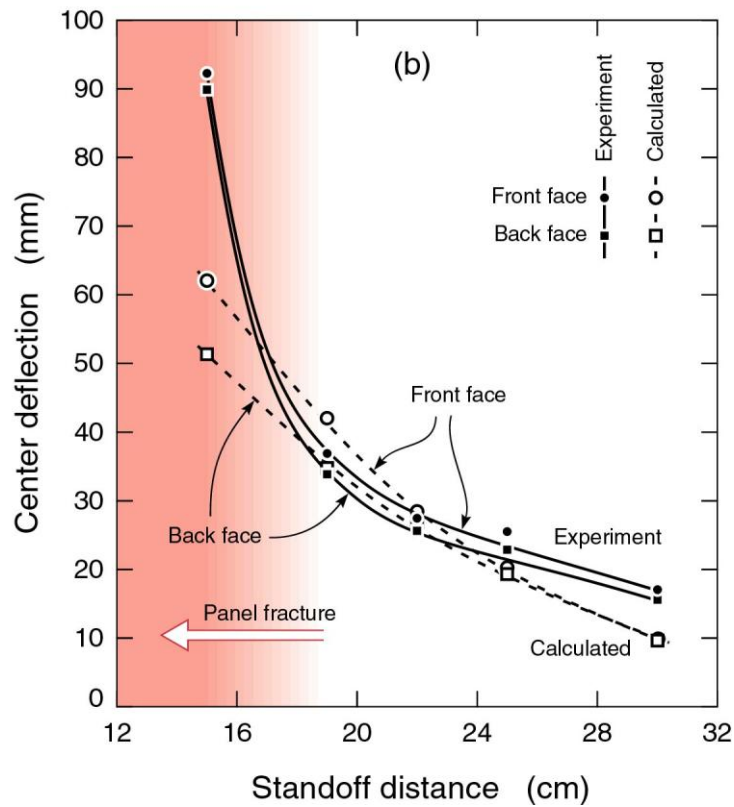 100
90
80
70
60
50
40
30
20
10
0
Center deflection (mm)
(b)
Experiment
Calculated
Front face
Back face
Front face
Back face
Experiment
Calculated
Panel fracture
12 16 20 24 28 32
Standoff distance (cm)